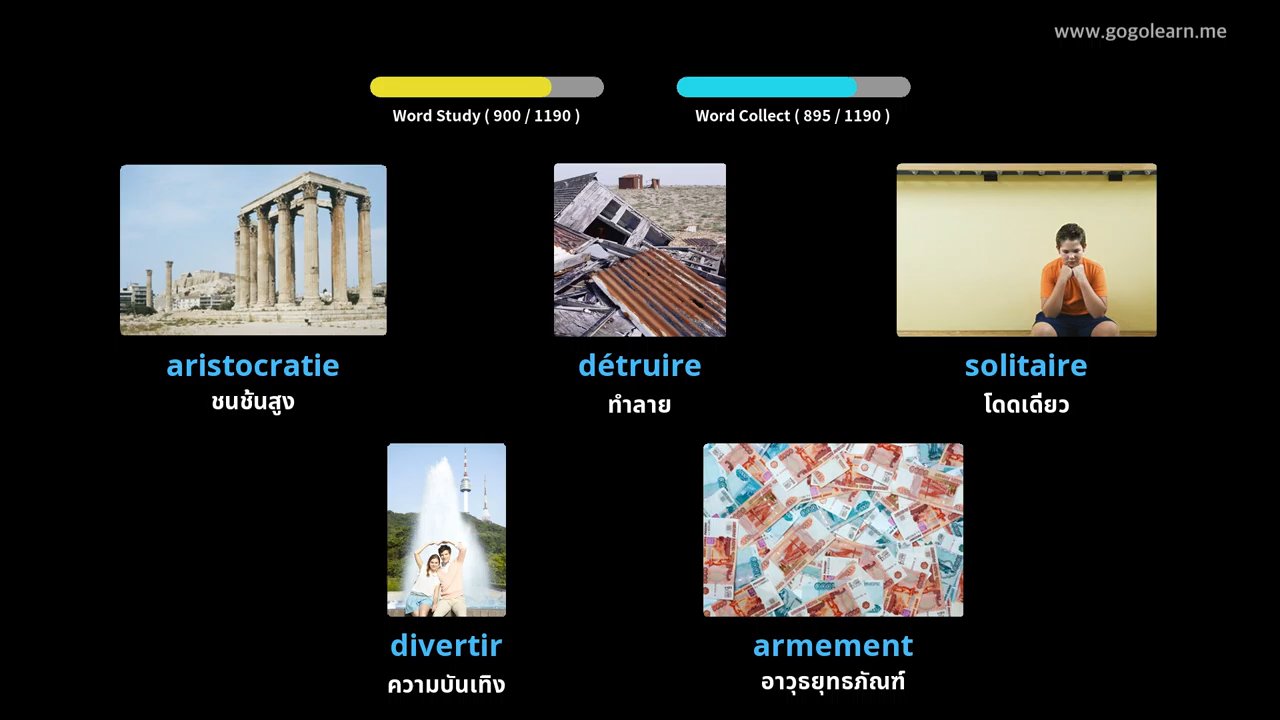 www.gogolearn.me
Word Study ( 900 / 1190 )
Word Collect ( 895 / 1190 )
aristocratie
ชนชั้นสูง
détruire
ทำลาย
solitaire
โดดเดี่ยว
divertir
ความบันเทิง
armement
อาวุธยุทธภัณฑ์